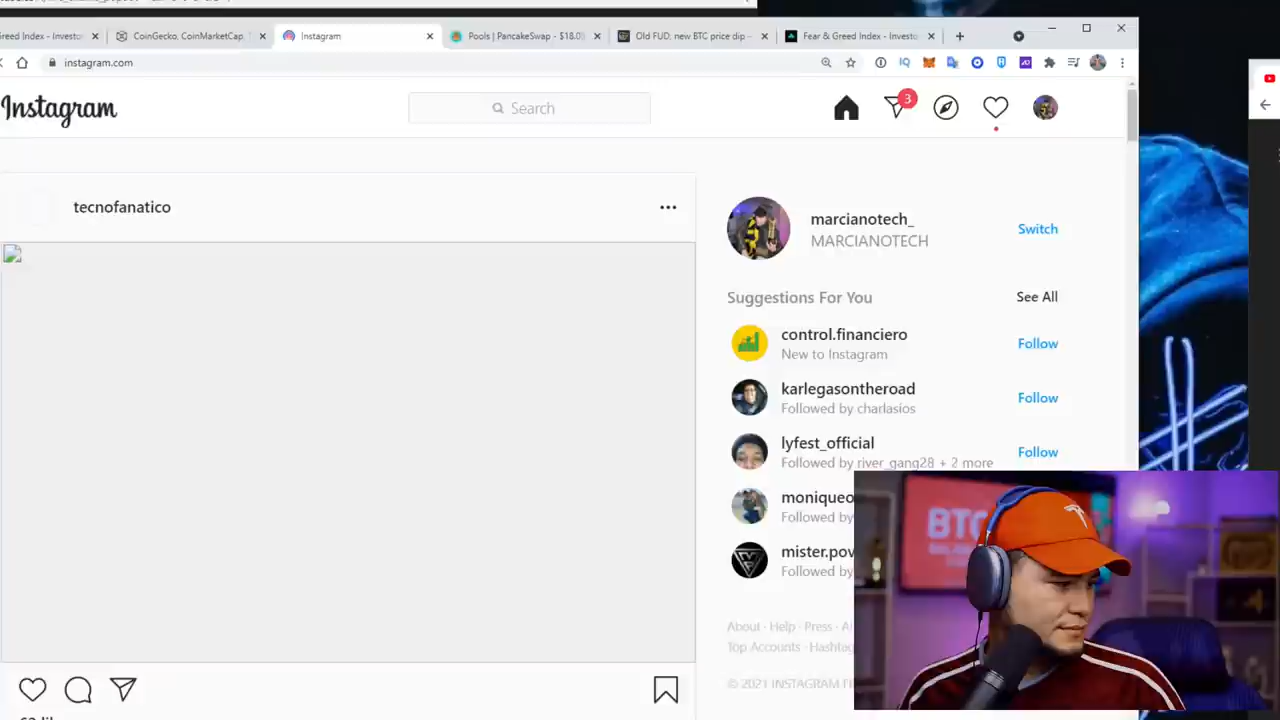 Greed Index - Investo
CoinGecko, CoinMarketCap
Instagram
Pools | PancakeSwap - $18.0
Old FUD: new BTC price dip -
Fear & Greed Index - Investo
instagram.com
Instagram
Search
3
tecnofanatico
marcianotech_
MARCIANOTECH
Switch
Suggestions For You
See All
control.financiero
New to Instagram
Follow
karlegasontheroad
Followed by charlasios
Follow
lyfest_official
Followed by river_gang28 + 2 more
Follow
moniqueo
Followed by
mister.pov
Followed by
About · Help · Press · A
Top Accounts · Hashtag
© 2021 INSTAGRAM F
BTC